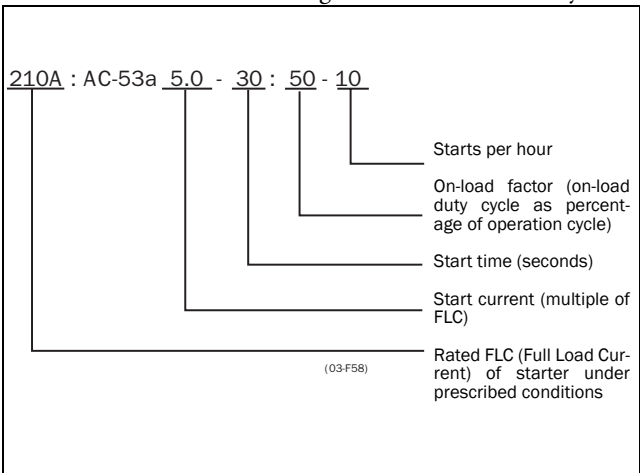 210A : AC-53a 5.0 - 30 : 50 - 10
Starts per hour
On-load factor (on-load
duty cycle as percent-
age of operation cycle)
Start time (seconds)
Start current (multiple of
FLC)
Rated FLC (Full Load Cur-
rent) of starter under
prescribed conditions
(03-F58)